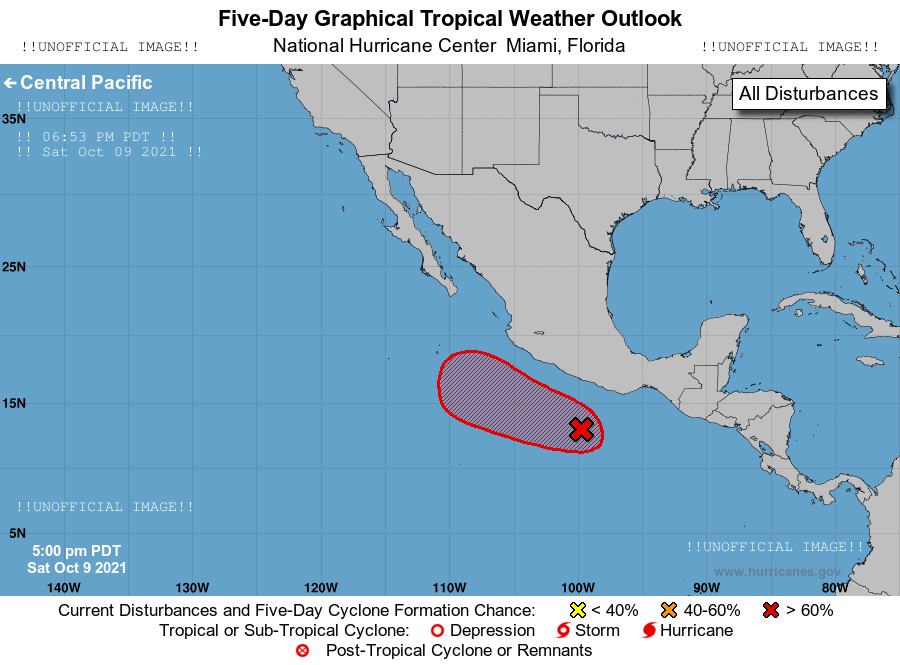 Five-Day Graphical Tropical Weather Outlook
!!UNOFFICIAL IMAGE!! National Hurricane Center Miami, Florida !!UNOFFICIAL IMAGE!!
← Central Pacific
All Disturbances
!!UNOFFICIAL IMAGE!!
35N
!! 06:53 PM PDT !!
!! Sat Oct 09 2021 !!
25N
15N
!!UNOFFICIAL IMAGE!!
5N
5:00 pm PDT
Sat Oct 9 2021
!!UNOFFICIAL IMAGE!!
www.hurricanes.gov
140W 130W 120W 110W 100W 90W 80W
Current Disturbances and Five-Day Cyclone Formation Chance: < 40% 40-60% > 60%
Tropical or Sub-Tropical Cyclone: Depression Storm Hurricane
Post-Tropical Cyclone or Remnants